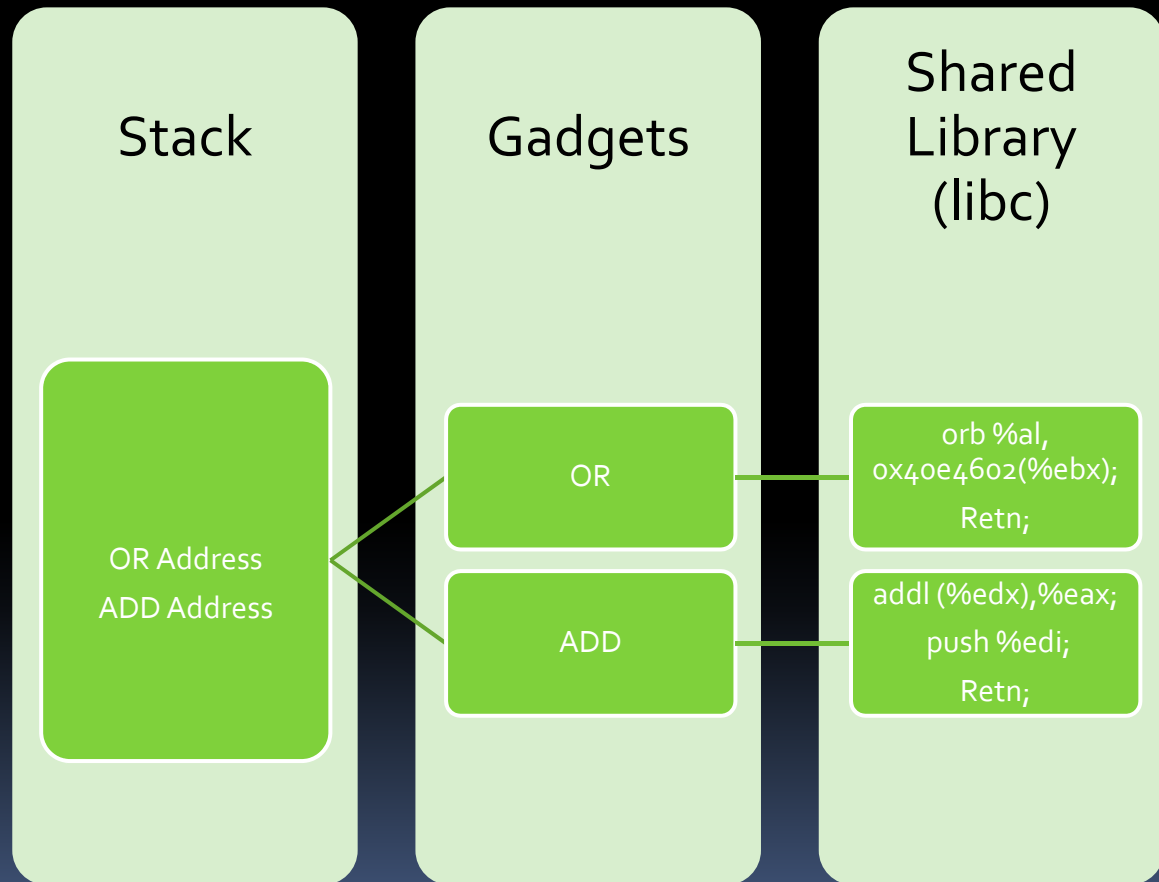 Stack
Gadgets
Shared
Library
(libc)
OR Address
ADD Address
OR
ADD
orb %al,
0x40e4602(%ebx);
Retn;
addl (%edx),%eax;
push %edi;
Retn;